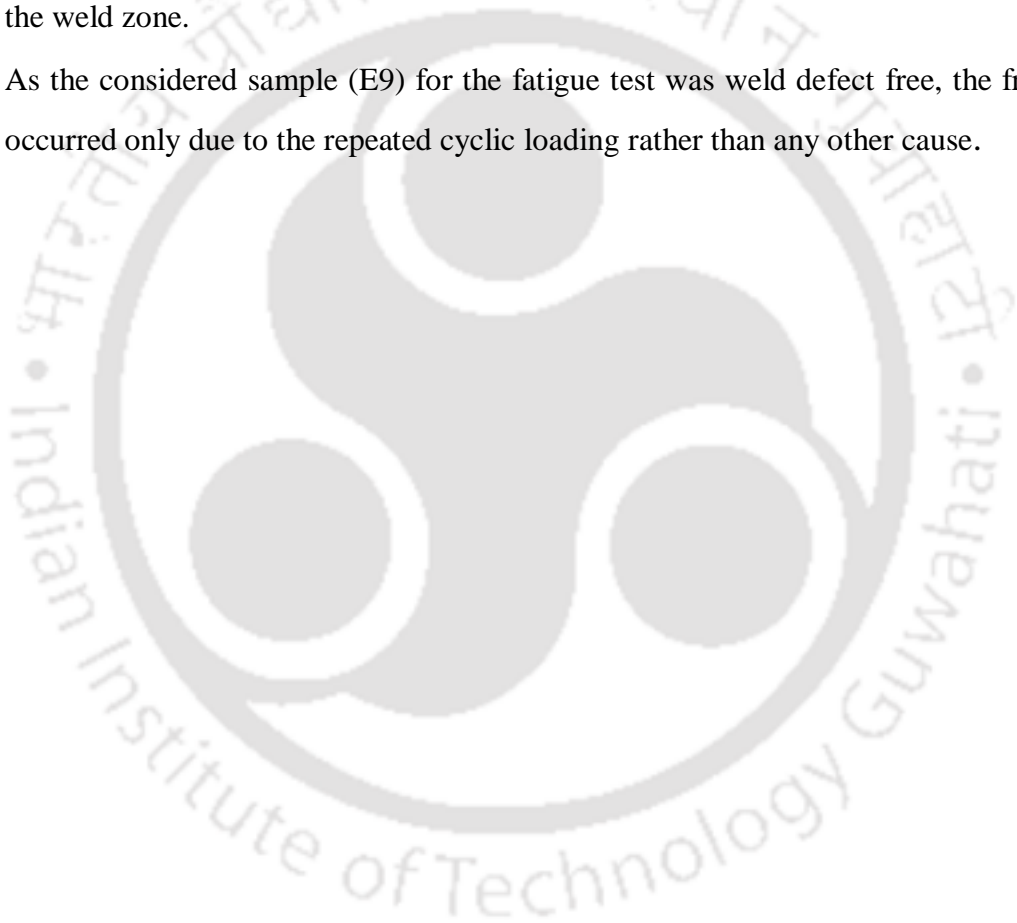 the weld zone.
As the considered sample (E9) for the fatigue test was weld defect free, the
occurred only due to the repeated cyclic loading rather than any other cause.
Indian Institute of Technology Guwahati